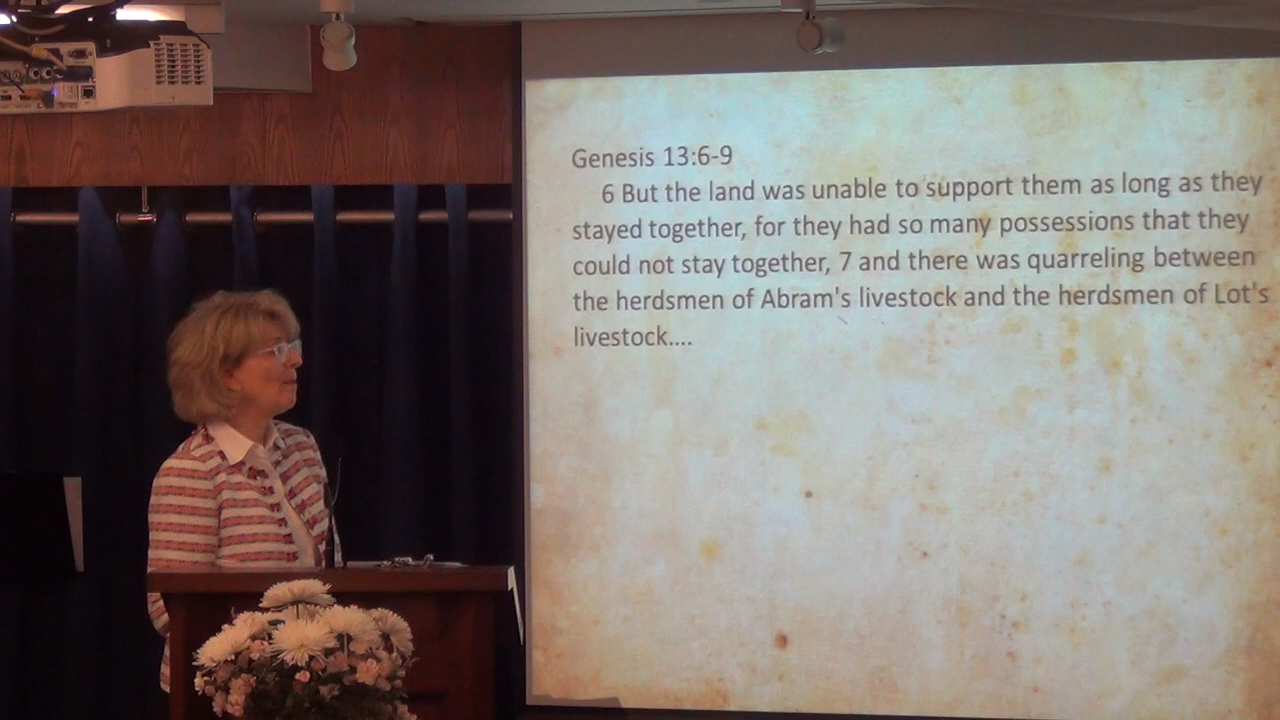 Genesis 13:6-9
6 But the land was unable to support them as long as they
stayed together, for they had so many possessions that they
could not stay together, 7 and there was quarreling between
the herdsmen of Abram's livestock and the herdsmen of Lot's
livestock....